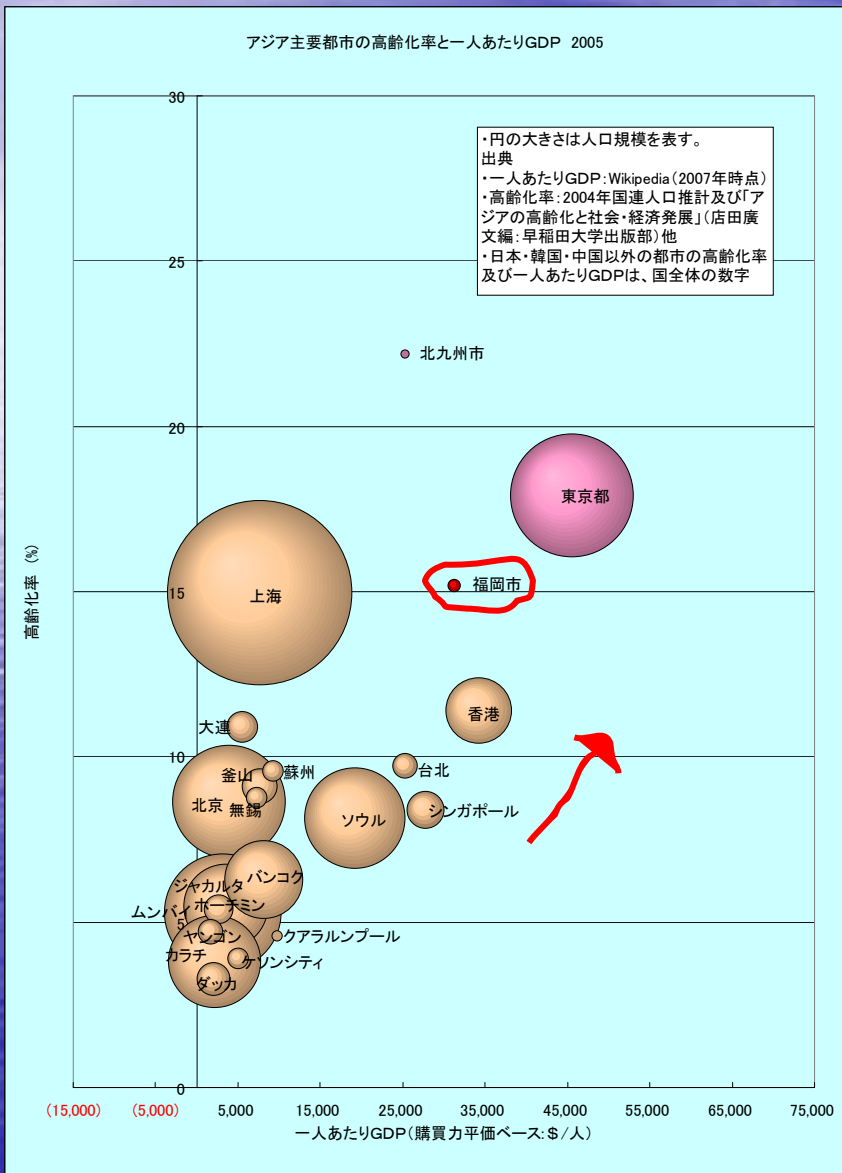 アジア主要都市の高齢化率と一人あたりGDP 2005
・円の大きさは人口規模を表す。
出典
・一人あたりGDP:Wikipedia(2007年時点)
・高齢化率:2004年国連人口推計及び「ア
ジアの高齢化と社会・経済発展」(店田廣
文編:早稲田大学出版部)他
・日本・韓国・中国以外の都市の高齢化率
及び一人あたりGDPは、国全体の数字
30
25
20
15
10
5
0
高齢化率 (%)
北九州市
東京都
福岡市
上海
香港
大連
蘇州
台北
釜山
北京
無錫
ソウル
シンガポール
バンコク
ジャカルタ
ホーチミン
ムンバイ
ヤンゴン
クアラルンプール
カラチ
ケソンシティ
ダッカ
(15,000)
(5,000)
5,000
15,000
25,000
35,000
45,000
55,000
65,000
75,000
一人あたりGDP(購買力平価ベース:$/人)